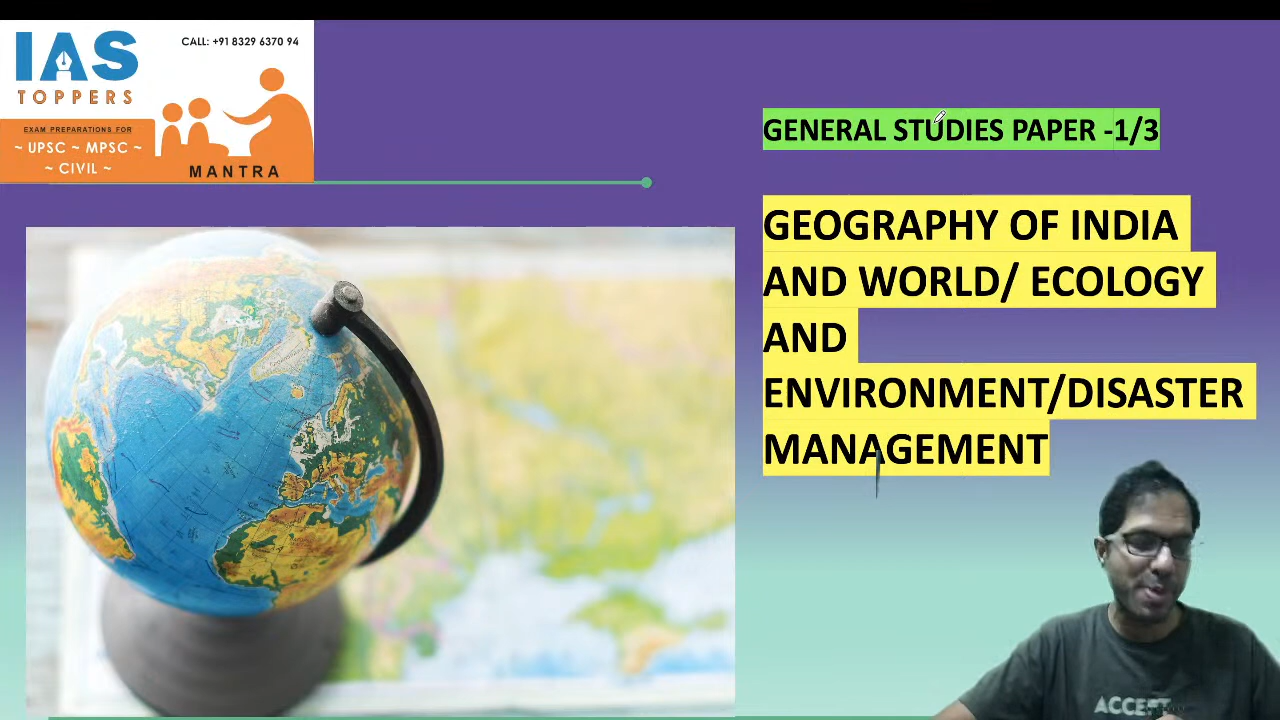 IAS
TOPPERS
CALL: +91 8329 6370 94
EXAM PREPARATIONS FOR
~ UPSC ~ MPSC ~
~ CIVIL ~
MANTRA
GENERAL STUDIES PAPER -1/3
GEOGRAPHY OF INDIA
AND WORLD/ ECOLOGY
AND
ENVIRONMENT/DISASTER
MANAGEMENT
ACCEPT